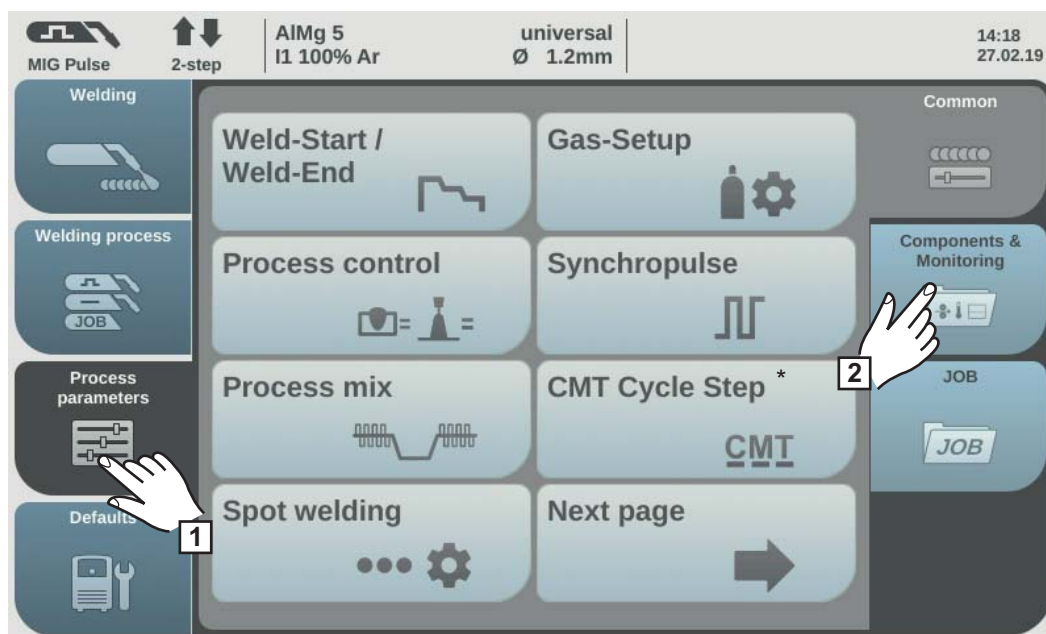 MIG Pulse
2-step
AlMg 5
I1 100% Ar
universal
Ø 1.2mm
14:18
27.02.19
Welding
Welding process
JOB
Process
parameters
1
Defaults
Weld-Start /
Weld-End
Gas-Setup
Process control
= =
Synchropulse
Process mix
CMT Cycle Step *
CMT
Spot welding
Next page
Common
Components &
Monitoring
2
JOB
JOB